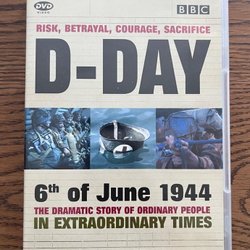 DVD
VIDEO
BBC
RISK, BETRAYAL, COURAGE, SACRIFICE
D-DAY
6th of June 1944
THE DRAMATIC STORY OF ORDINARY PEOPLE
IN EXTRAORDINARY TIMES